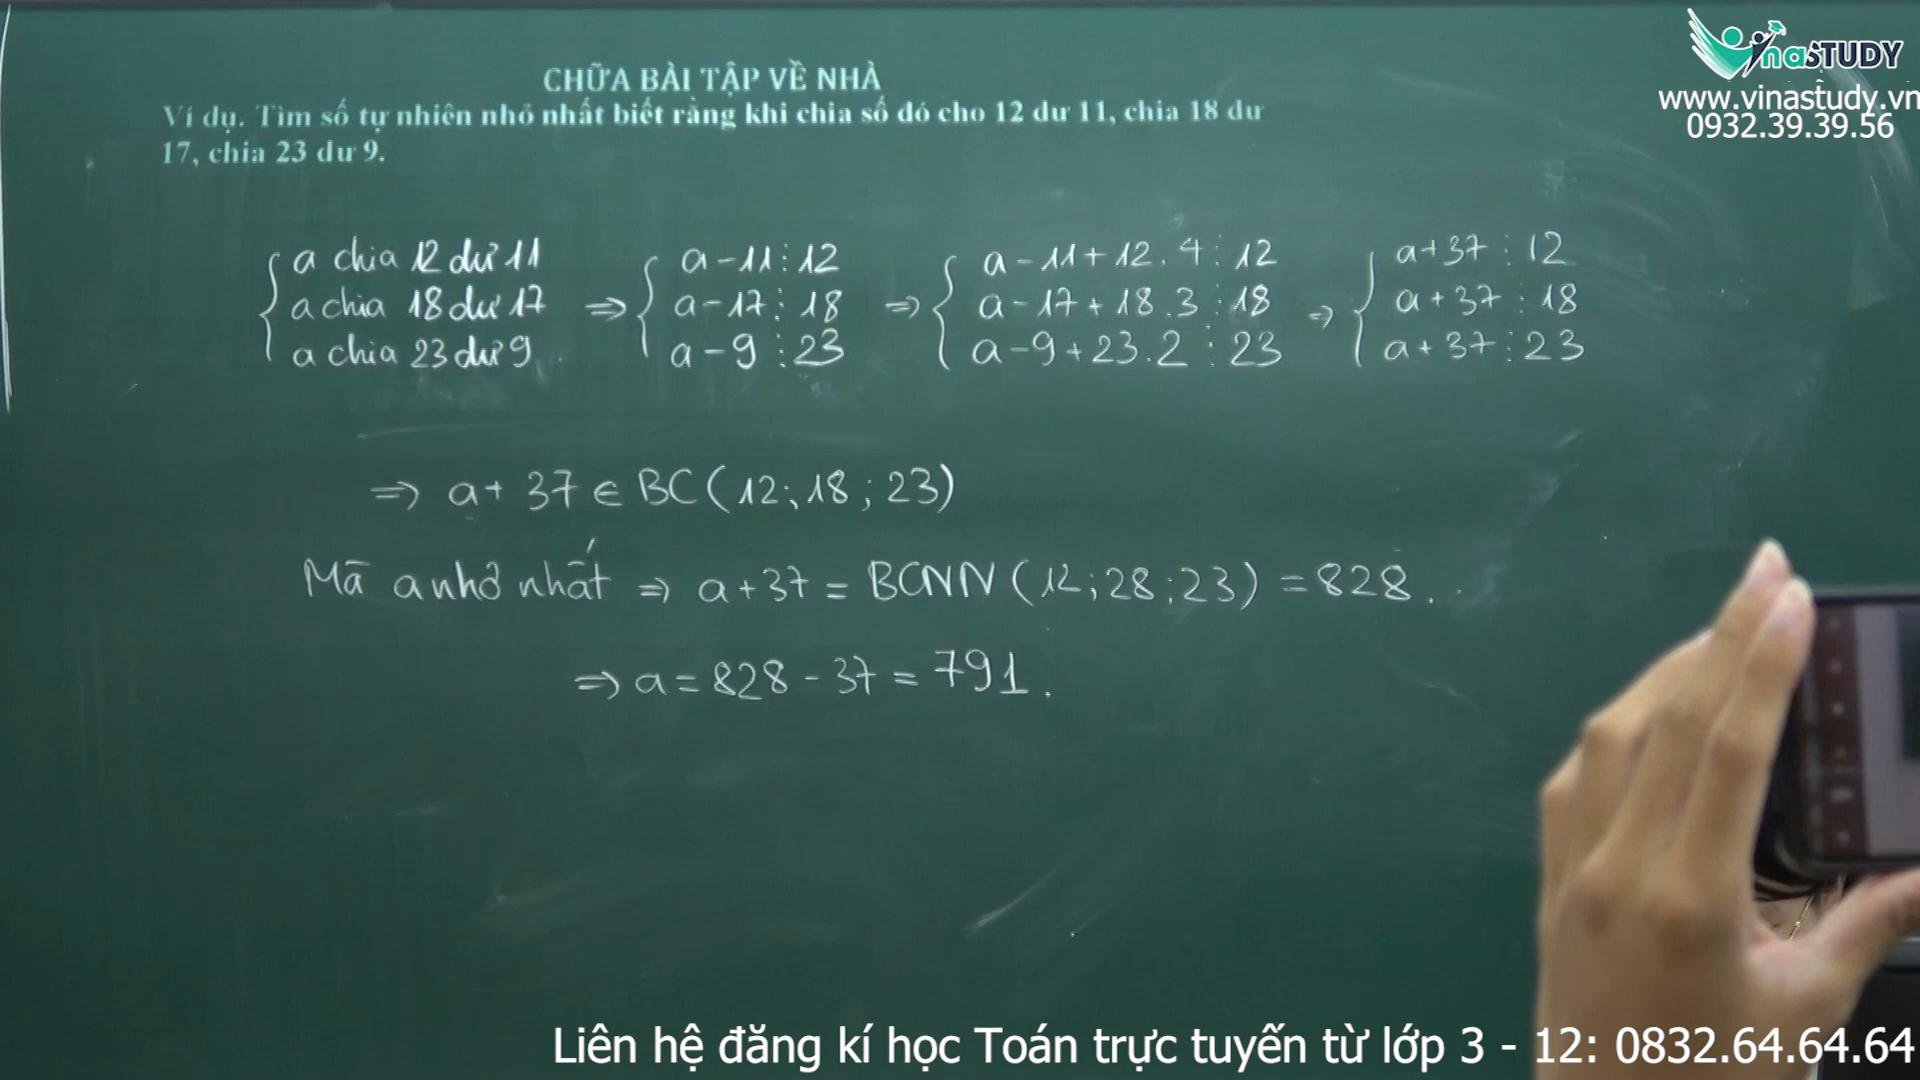 VinaSTUDY
www.vinastudy.vn
0932.39.39.56
CHỮA BÀI TẬP VỀ NHÀ
Ví dụ. Tìm số tự nhiên nhỏ nhất biết rằng khi chia số đó cho 12 dư 11, chia 18 dư
17, chia 23 dư 9.
{ a chia 12 dư 11 ⇒ { a - 11 ⋮ 12 ⇒ { a - 11 + 12.4 ⋮ 12 ⇒ { a + 37 ⋮ 12
a chia 18 dư 17 a - 17 ⋮ 18 a - 17 + 18.3 ⋮ 18 a + 37 ⋮ 18
a chia 23 dư 9 a - 9 ⋮ 23 a - 9 + 23.2 ⋮ 23 a + 37 ⋮ 23
⇒ a + 37 ∈ BC(12; 18; 23)
Mà a nhỏ nhất ⇒ a + 37 = BCNN(12; 28; 23) = 828.
⇒ a = 828 - 37 = 791.
Liên hệ đăng kí học Toán trực tuyến từ lớp 3 - 12: 0832.64.64.64